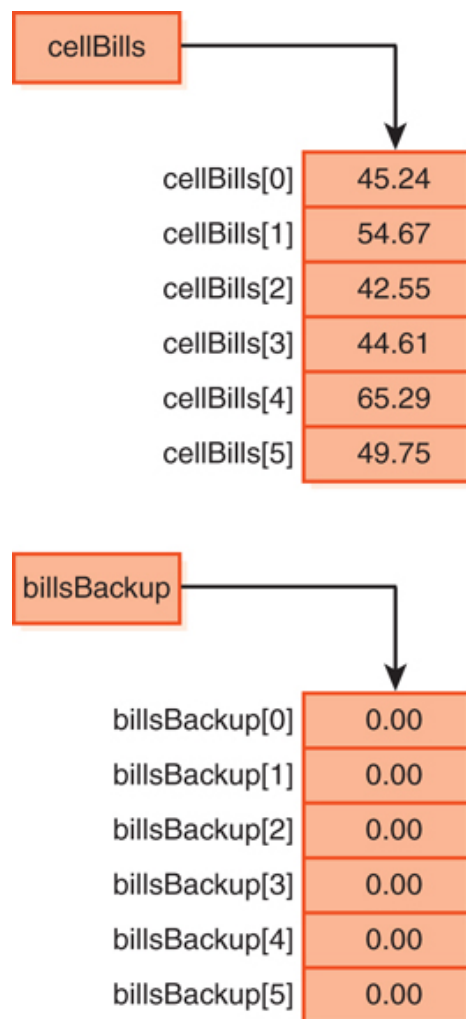 cellBills
cellBills[0] 45.24
cellBills[1] 54.67
cellBills[2] 42.55
cellBills[3] 44.61
cellBills[4] 65.29
cellBills[5] 49.75
billsBackup
billsBackup[0] 0.00
billsBackup[1] 0.00
billsBackup[2] 0.00
billsBackup[3] 0.00
billsBackup[4] 0.00
billsBackup[5] 0.00